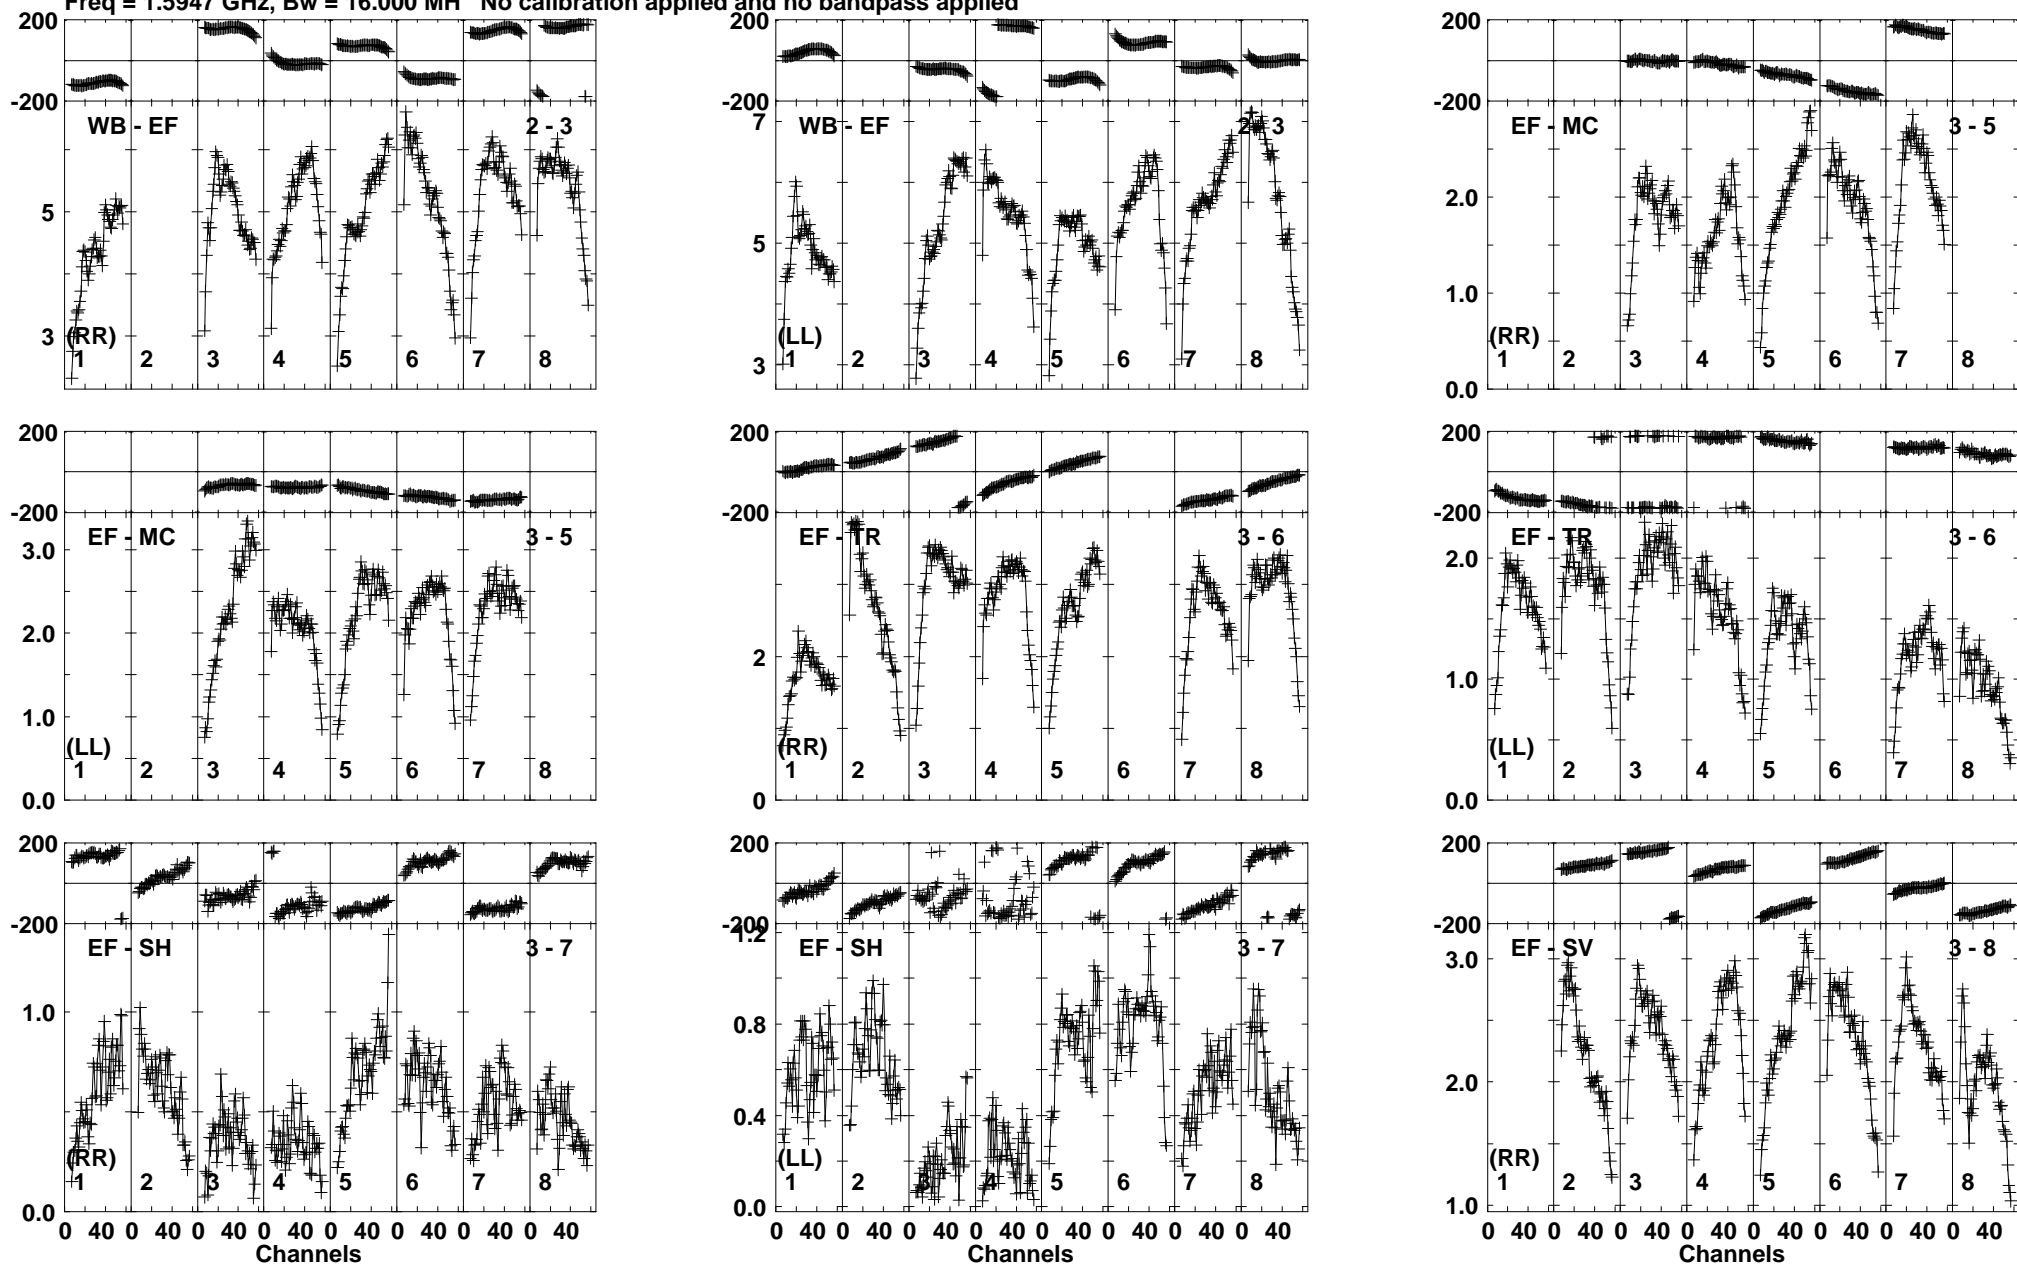 Freq = 1.5947 GHz, Bw = 16.000 MH No calibration applied and no bandpass applied
200 200 200
-200 -200 -200
WB - EF 2 - 3 WB - EF 2 - 3 EF - MC 3 - 5
7
2.0
5 5
1.0
3 3
(RR) (LL) (RR)
1 2 3 4 5 6 7 8 1 2 3 4 5 6 7 8 1 2 3 4 5 6 7 8
0.0
200 200 200
-200 -200 -200
EF - MC 3 - 5 EF - TR 3 - 6 EF - TR 3 - 6
3.0 2.0
2.0 2
1.0 1.0
(LL) (RR) (LL)
1 2 3 4 5 6 7 8 1 2 3 4 5 6 7 8 1 2 3 4 5 6 7 8
0.0 0 0.0
200 200 200
-200 -200 -200
EF - SH 3 - 7 EF - SH 3 - 7 EF - SV 3 - 8
1.2
3.0
1.0 0.8
2.0
0.4
(RR) (LL) (RR)
1 2 3 4 5 6 7 8 1 2 3 4 5 6 7 8 1 2 3 4 5 6 7 8
0.0 0.0 1.0
0 40 0 40 0 40 0 40 0 40 0 40 0 40 0 40 0 40 0 40 0 40 0 40 0 40 0 40 0 40 0 40 0 40 0 40 0 40 0 40 0 40 0 40 0 40 0 40
Channels Channels Channels